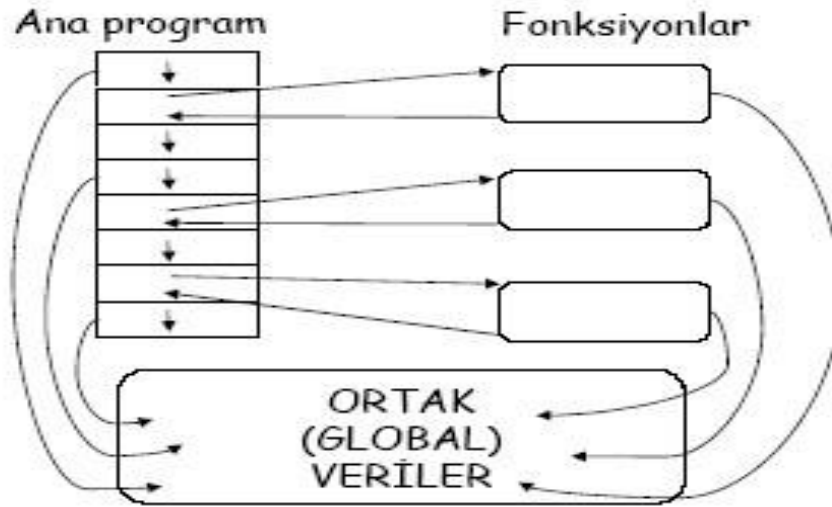 Ana program
Fonksiyonlar
ORTAK
(GLOBAL)
VERİLER